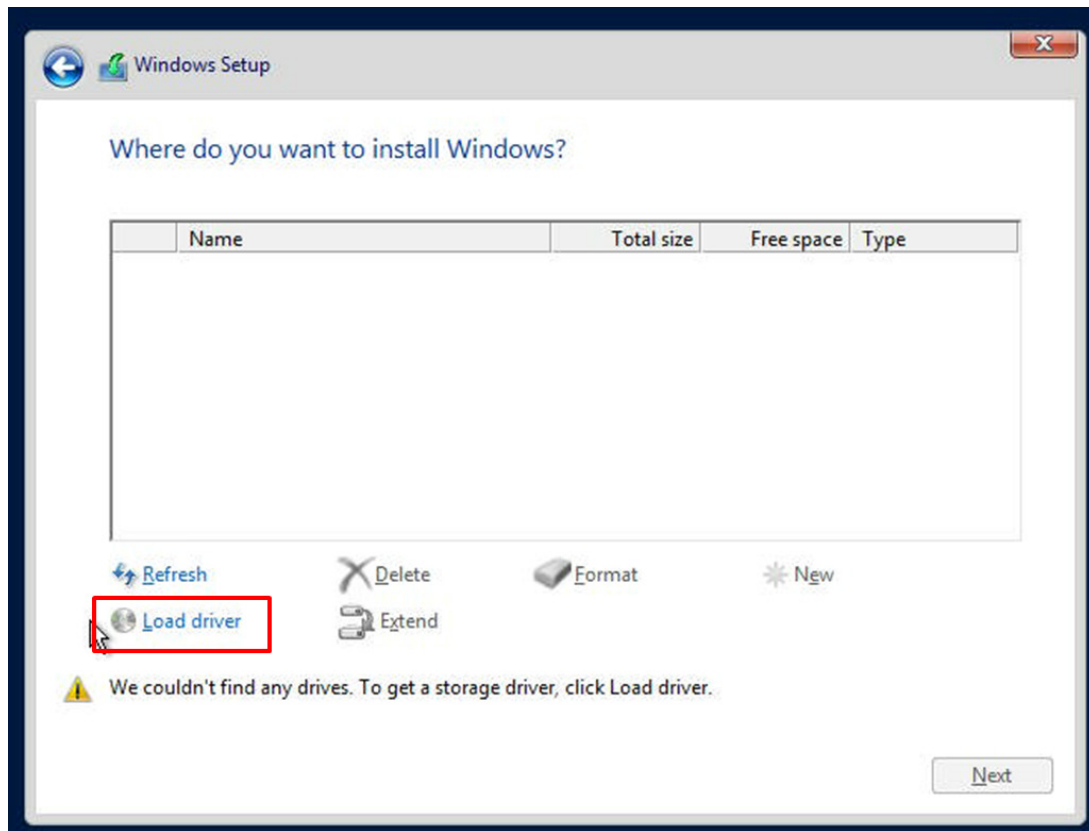 Windows Setup
Where do you want to install Windows?
Name Total size Free space Type
Refresh Delete Format New
Load driver Extend
We couldn't find any drives. To get a storage driver, click Load driver.
Next